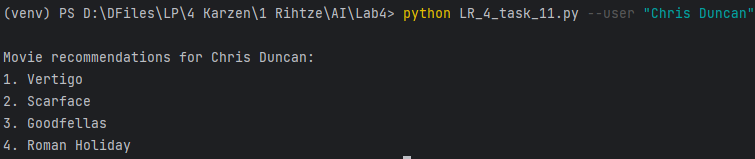 (venv) PS D:\DFiles\LP\4 Karzen\1 Rihtze\AI\Lab4> python LR_4_task_11.py --user "Chris Duncan"
Movie recommendations for Chris Duncan:
1. Vertigo
2. Scarface
3. Goodfellas
4. Roman Holiday